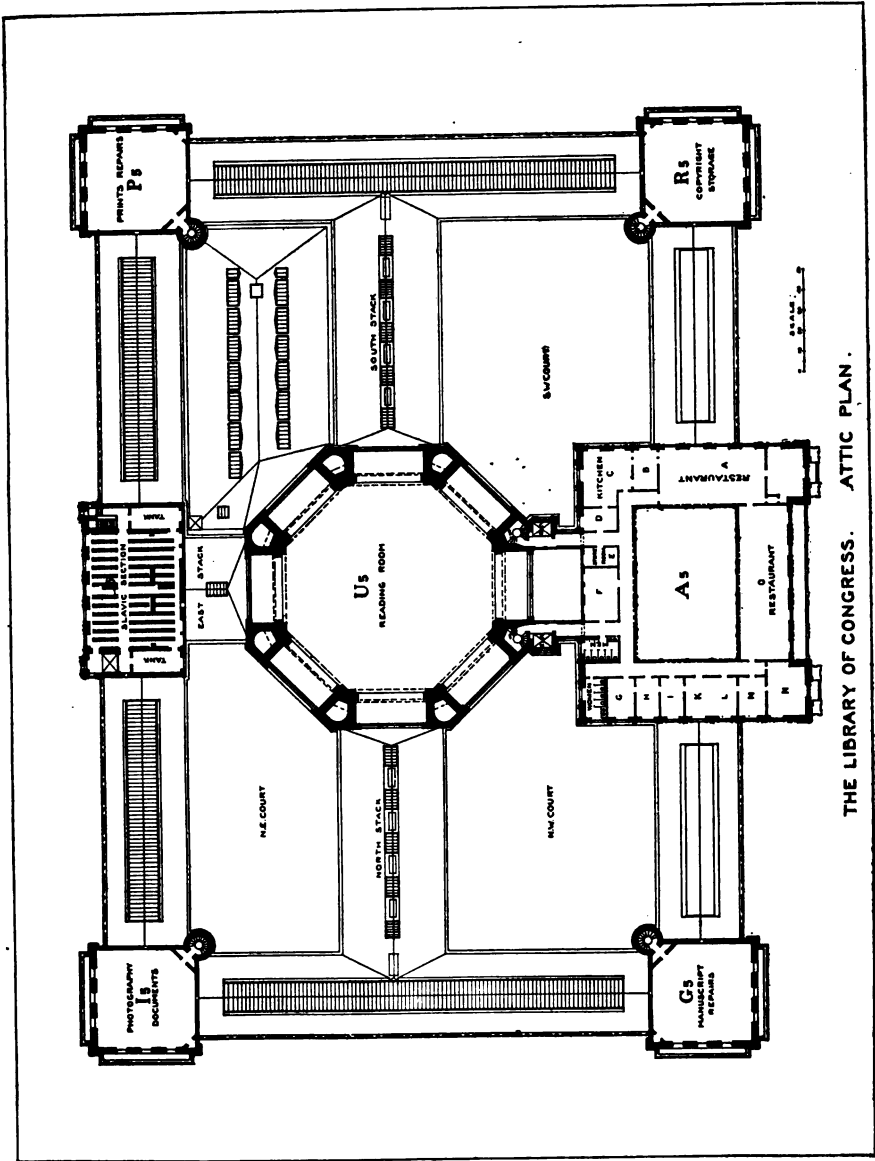 PRINTS REPAIRS
P5
R5
COPYRIGHT
STORAGE
SOUTH STACK
S.W. COURT
SCALE
TANK
SLAVIC SECTION
TANK
EAST STACK
U5
READING ROOM
KITCHEN
C
B
A
RESTAURANT
D
E
F
A5
O
RESTAURANT
MEN
WOMEN
G
H
I
K
L
M
N
N.E. COURT
NORTH STACK
N.W. COURT
PHOTOGRAPHY
I5
DOCUMENTS
G5
MANUSCRIPT
REPAIRS
THE LIBRARY OF CONGRESS. ATTIC PLAN.